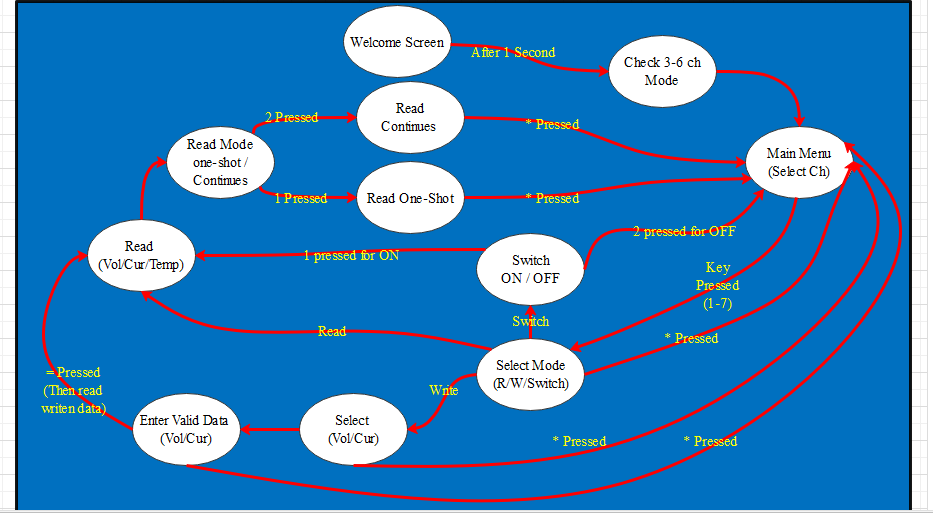 Welcome Screen
After 1 Second
Check 3-6 ch
Mode
2 Pressed
Read
Continues
* Pressed
Read Mode
one-shot /
Continues
Main Menu
(Select Ch)
1 Pressed
Read One-Shot
* Pressed
Read
(Vol/Cur/Temp)
1 pressed for ON
2 pressed for OFF
Switch
ON / OFF
Key
Pressed
(1-7)
Switch
Read
* Pressed
Select Mode
(R/W/Switch)
= Pressed
(Then read
writen data)
Write
Enter Valid Data
(Vol/Cur)
Select
(Vol/Cur)
* Pressed
* Pressed